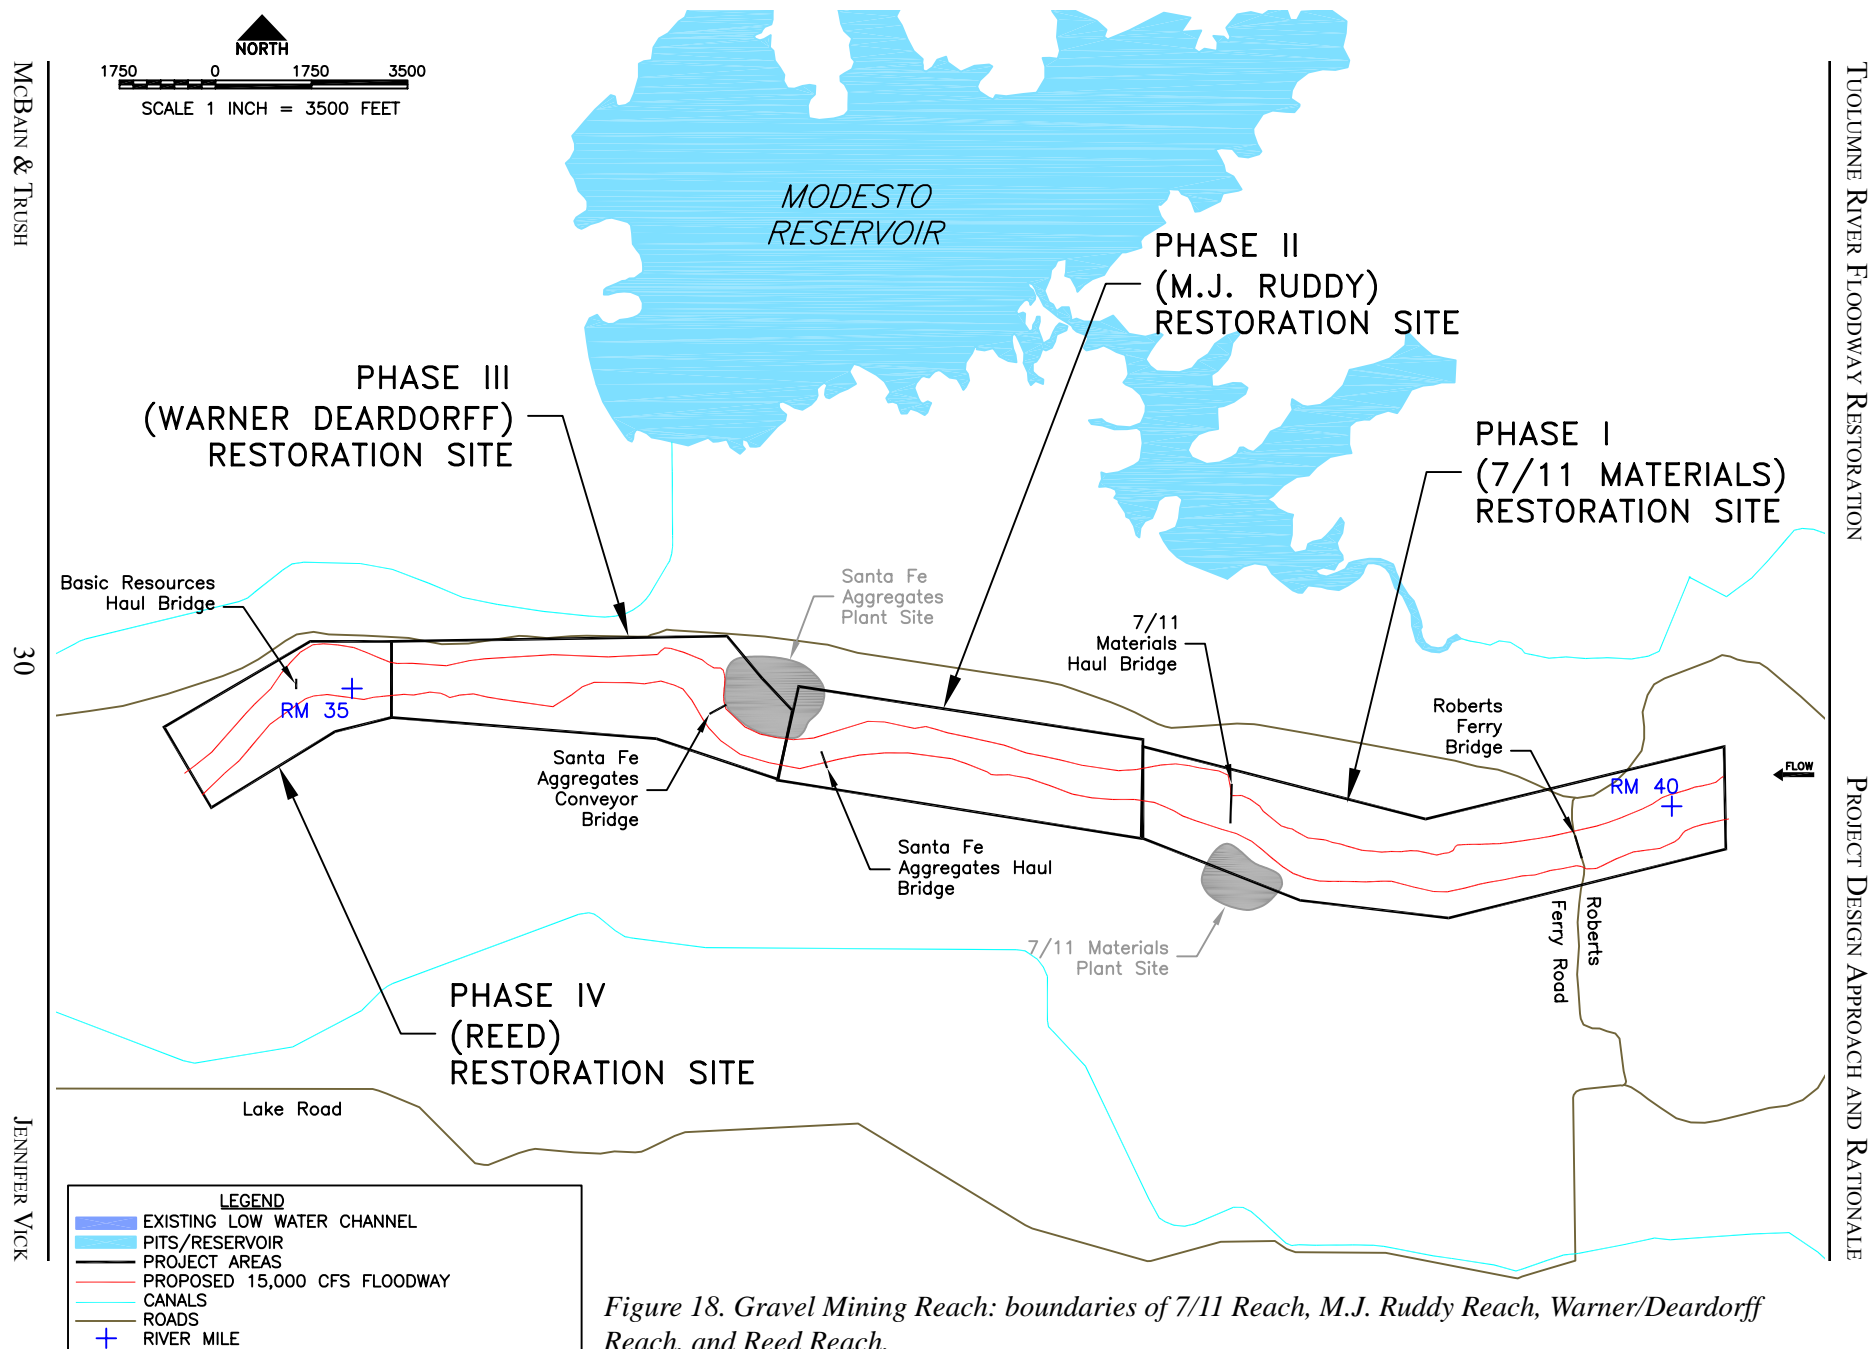 NORTH
1750 0 1750 3500
SCALE 1 INCH = 3500 FEET
McBain & Trush
30
Jennifer Vick
Tuolumne River Floodway Restoration
Project Design Approach and Rationale
MODESTO
RESERVOIR
PHASE II
(M.J. RUDDY)
RESTORATION SITE
PHASE III
(WARNER DEARDORFF)
RESTORATION SITE
PHASE I
(7/11 MATERIALS)
RESTORATION SITE
Basic Resources
Haul Bridge
Santa Fe
Aggregates
Plant Site
7/11
Materials
Haul Bridge
RM 35
Roberts
Ferry
Bridge
RM 40
FLOW
Santa Fe
Aggregates
Conveyor
Bridge
Santa Fe
Aggregates Haul
Bridge
7/11 Materials
Plant Site
Roberts
Ferry Road
PHASE IV
(REED)
RESTORATION SITE
Lake Road
LEGEND
EXISTING LOW WATER CHANNEL
PITS/RESERVOIR
PROJECT AREAS
PROPOSED 15,000 CFS FLOODWAY
CANALS
ROADS
RIVER MILE
Figure 18. Gravel Mining Reach: boundaries of 7/11 Reach, M.J. Ruddy Reach, Warner/Deardorff
Reach, and Reed Reach.